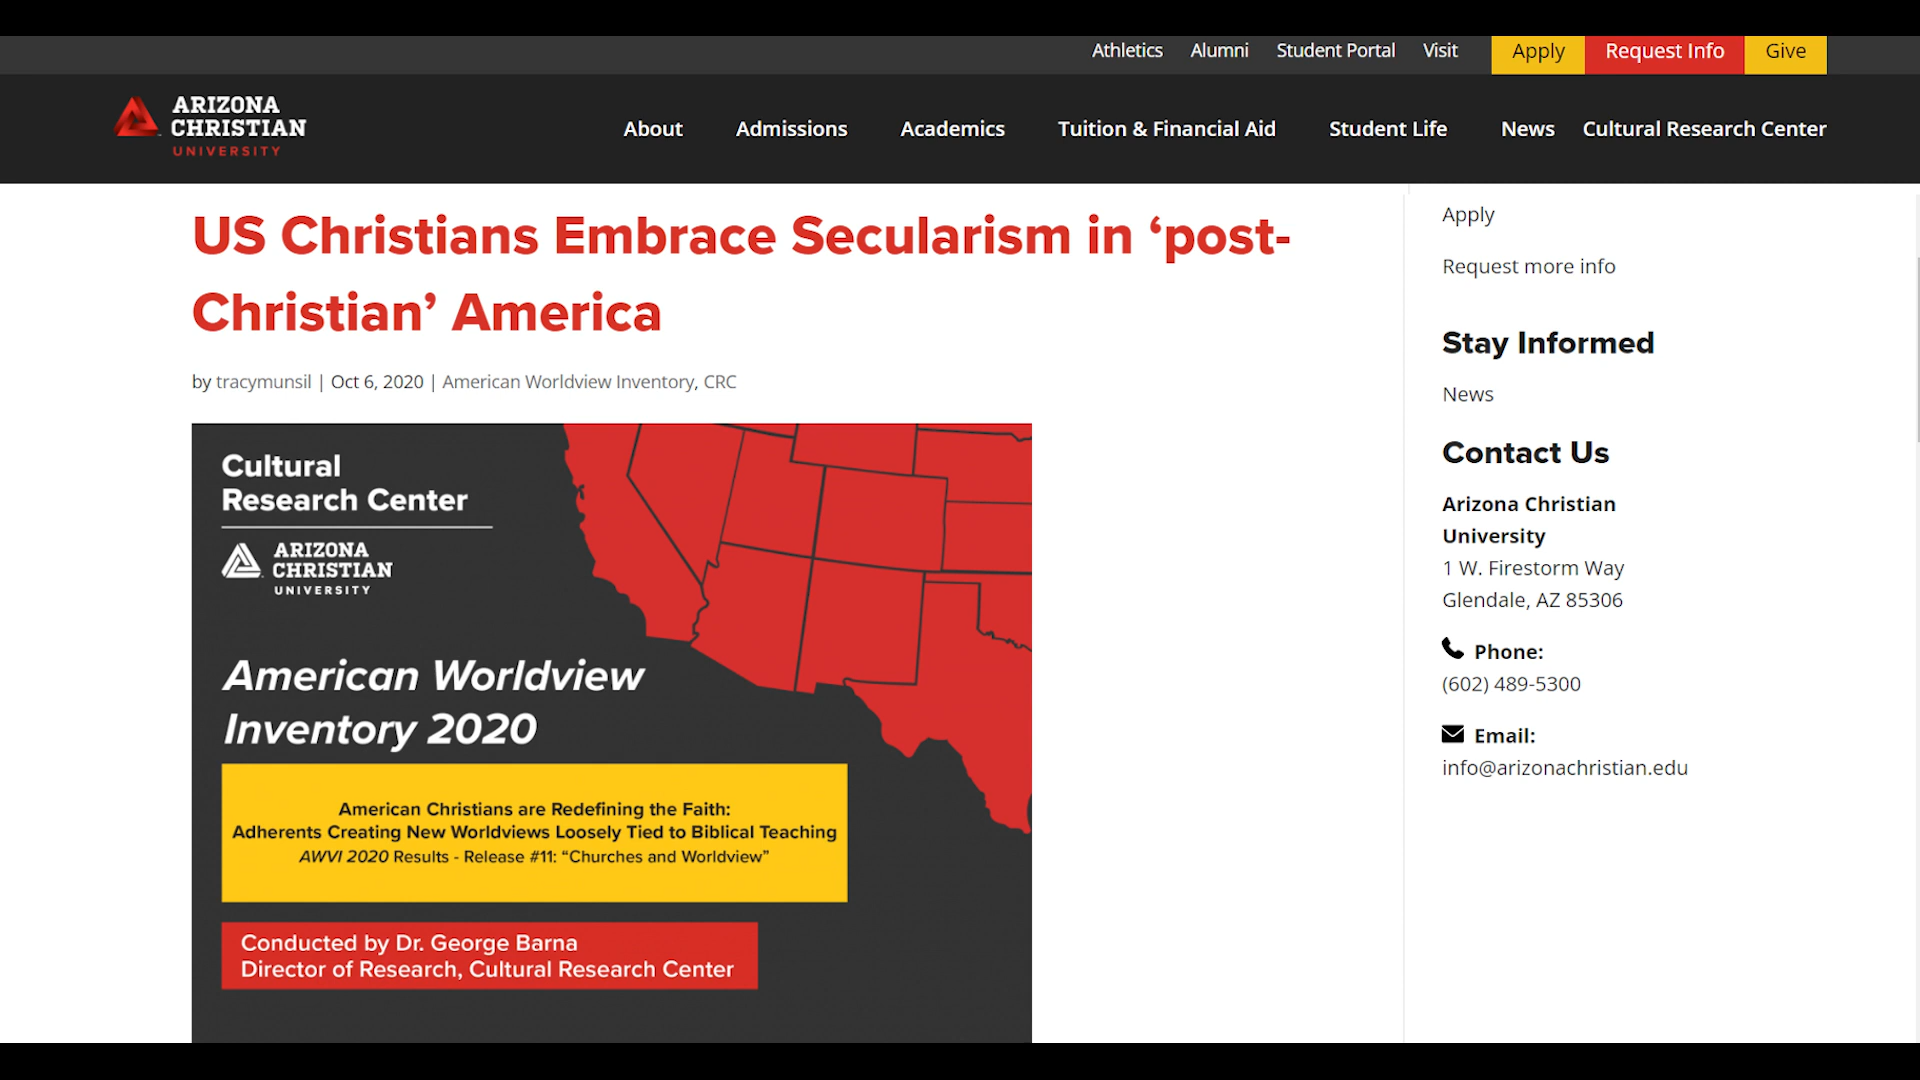 Athletics Alumni Student Portal Visit Apply Request Info Give
ARIZONA
CHRISTIAN
UNIVERSITY
About Admissions Academics Tuition & Financial Aid Student Life News Cultural Research Center
US Christians Embrace Secularism in ‘post-
Christian’ America
by tracymunsil | Oct 6, 2020 | American Worldview Inventory, CRC
Cultural
Research Center
ARIZONA
CHRISTIAN
UNIVERSITY
American Worldview
Inventory 2020
American Christians are Redefining the Faith:
Adherents Creating New Worldviews Loosely Tied to Biblical Teaching
AWVI 2020 Results - Release #11: “Churches and Worldview”
Conducted by Dr. George Barna
Director of Research, Cultural Research Center
Apply
Request more info
Stay Informed
News
Contact Us
Arizona Christian
University
1 W. Firestorm Way
Glendale, AZ 85306
Phone:
(602) 489-5300
Email:
info@arizonachristian.edu